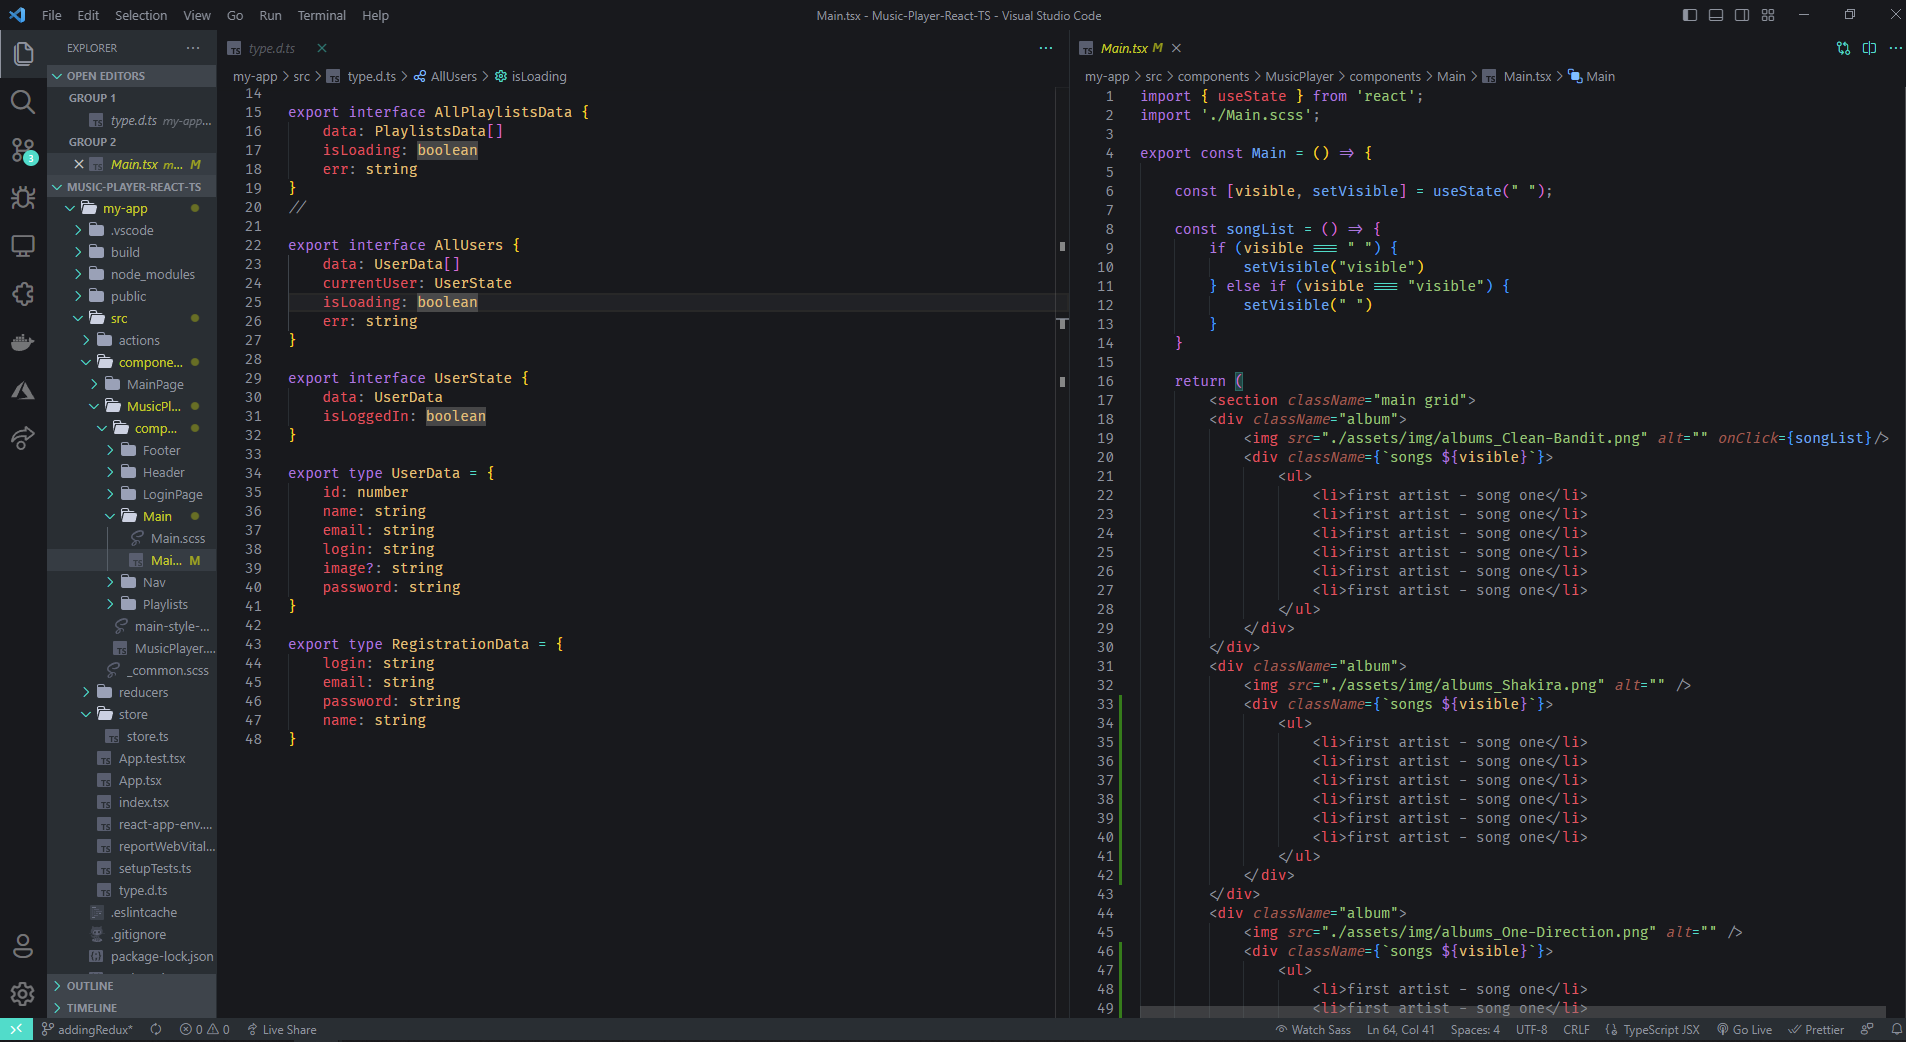 File Edit Selection View Go Run Terminal Help
Main.tsx - Music-Player-React-TS - Visual Studio Code
EXPLORER
OPEN EDITORS
GROUP 1
type.d.ts my-app...
GROUP 2
Main.tsx m... M
MUSIC-PLAYER-REACT-TS
my-app
.vscode
build
node_modules
public
src
actions
compone...
MainPage
MusicPl...
comp...
Footer
Header
LoginPage
Main
Main.scss
Mai... M
Nav
Playlists
main-style-...
MusicPlayer....
_common.scss
reducers
store
store.ts
App.test.tsx
App.tsx
index.tsx
react-app-env....
reportWebVital...
setupTests.ts
type.d.ts
.eslintcache
.gitignore
package-lock.json
OUTLINE
TIMELINE
3
type.d.ts
my-app > src > type.d.ts > AllUsers > isLoading
14
15 export interface AllPlaylistsData {
16 data: PlaylistsData[]
17 isLoading: boolean
18 err: string
19 }
20 //
21
22 export interface AllUsers {
23 data: UserData[]
24 currentUser: UserState
25 isLoading: boolean
26 err: string
27 }
28
29 export interface UserState {
30 data: UserData
31 isLoggedIn: boolean
32 }
33
34 export type UserData = {
35 id: number
36 name: string
37 email: string
38 login: string
39 image?: string
40 password: string
41 }
42
43 export type RegistrationData = {
44 login: string
45 email: string
46 password: string
47 name: string
48 }
Main.tsx M
my-app > src > components > MusicPlayer > components > Main > Main.tsx > Main
1 import { useState } from 'react';
2 import './Main.scss';
3
4 export const Main = () => {
5
6 const [visible, setVisible] = useState(" ");
7
8 const songList = () => {
9 if (visible === " ") {
10 setVisible("visible")
11 } else if (visible === "visible") {
12 setVisible(" ")
13 }
14 }
15
16 return (
17 <section className="main grid">
18 <div className="album">
19 <img src="./assets/img/albums_Clean-Bandit.png" alt="" onClick={songList}/>
20 <div className={`songs ${visible}`}>
21 <ul>
22 <li>first artist - song one</li>
23 <li>first artist - song one</li>
24 <li>first artist - song one</li>
25 <li>first artist - song one</li>
26 <li>first artist - song one</li>
27 <li>first artist - song one</li>
28 </ul>
29 </div>
30 </div>
31 <div className="album">
32 <img src="./assets/img/albums_Shakira.png" alt="" />
33 <div className={`songs ${visible}`}>
34 <ul>
35 <li>first artist - song one</li>
36 <li>first artist - song one</li>
37 <li>first artist - song one</li>
38 <li>first artist - song one</li>
39 <li>first artist - song one</li>
40 <li>first artist - song one</li>
41 </ul>
42 </div>
43 </div>
44 <div className="album">
45 <img src="./assets/img/albums_One-Direction.png" alt="" />
46 <div className={`songs ${visible}`}>
47 <ul>
48 <li>first artist - song one</li>
49 <li>first artist - song one</li>
addingRedux* 0 0 Live Share
Watch Sass Ln 64, Col 41 Spaces: 4 UTF-8 CRLF TypeScript JSX Go Live Prettier